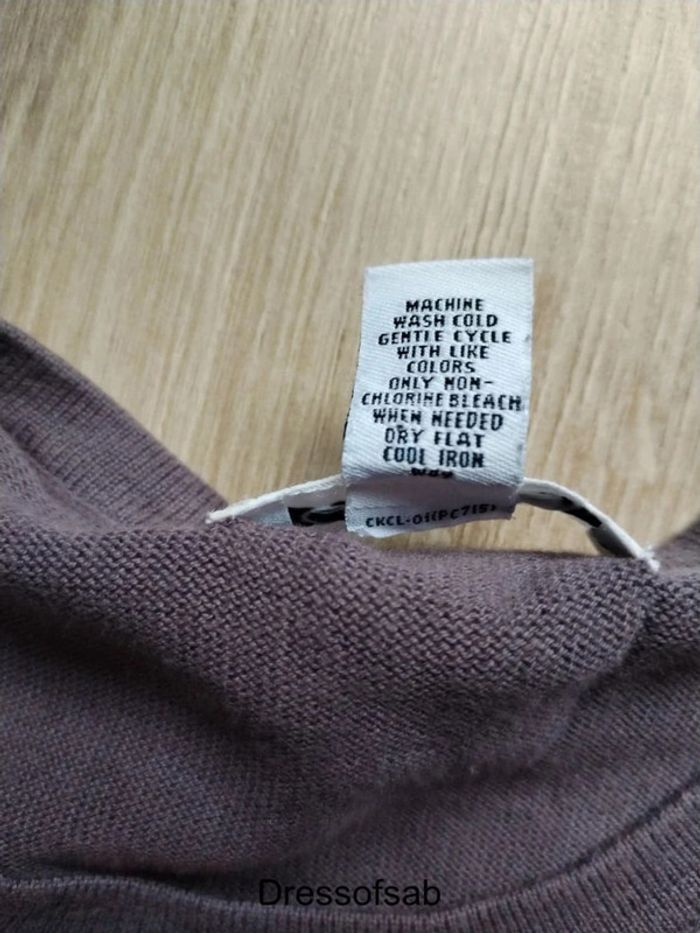 MACHINE
WASH COLD
GENTLE CYCLE
WITH LIKE
COLORS
ONLY NON-
CHLORINE BLEACH
WHEN NEEDED
DRY FLAT
COOL IRON
Dressofsab